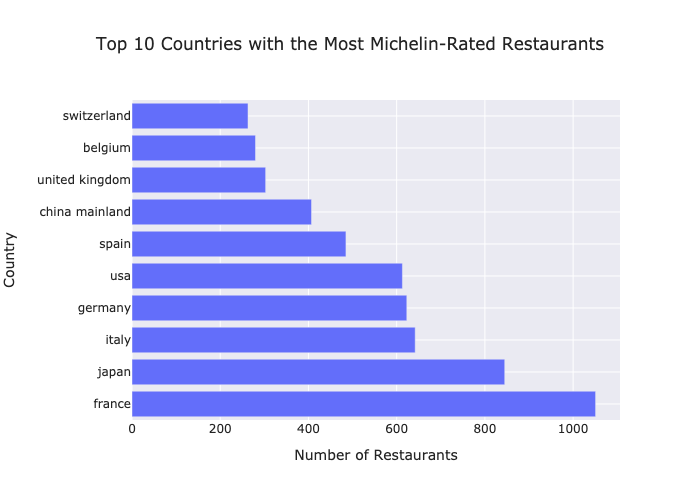 Top 10 Countries with the Most Michelin-Rated Restaurants
switzerland
belgium
united kingdom
china mainland
spain
usa
germany
italy
japan
france
Country
0 200 400 600 800 1000
Number of Restaurants